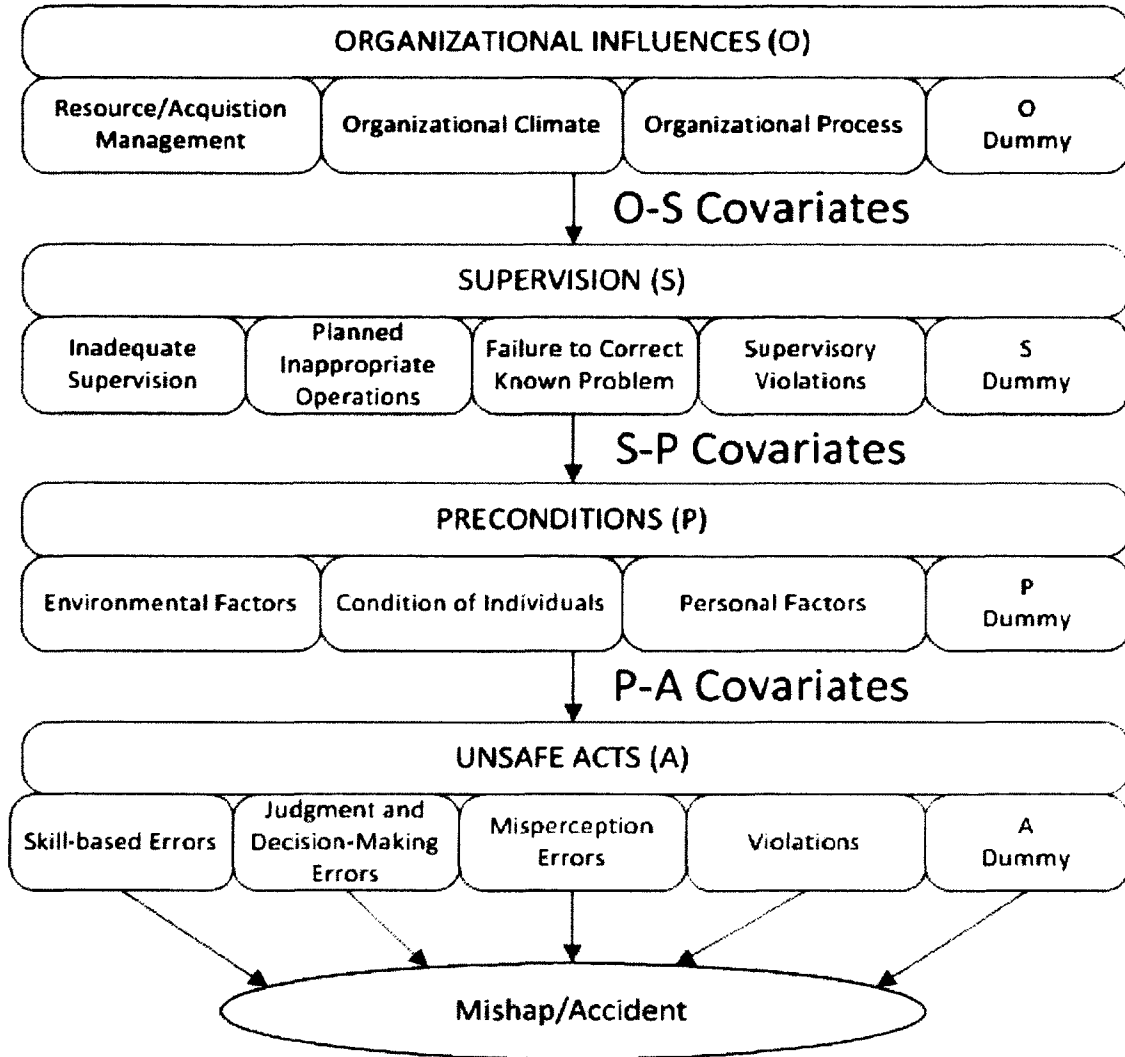 ORGANIZATIONAL INFLUENCES (O)
Resource/Acquistion
Management
Organizational Climate
Organizational Process
O
Dummy
O-S Covariates
SUPERVISION (S)
Inadequate
Supervision
Planned
Inappropriate
Operations
Failure to Correct
Known Problem
Supervisory
Violations
S
Dummy
S-P Covariates
PRECONDITIONS (P)
Environmental Factors
Condition of Individuals
Personal Factors
P
Dummy
P-A Covariates
UNSAFE ACTS (A)
Skill-based Errors
Judgment and
Decision-Making
Errors
Misperception
Errors
Violations
A
Dummy
Mishap/Accident